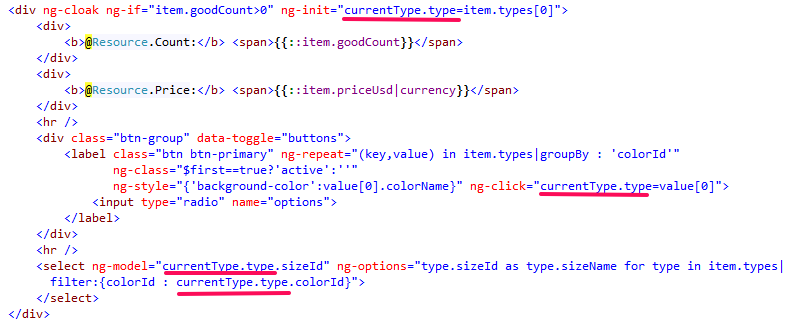 <div ng-cloak ng-if="item.goodCount>0" ng-init="currentType.type=item.types[0]">
    <div>
        <b>@Resource.Count:</b> <span>{{::item.goodCount}}</span>
    </div>
    <div>
        <b>@Resource.Price:</b> <span>{{::item.priceUsd|currency}}</span>
    </div>
    <hr />
    <div class="btn-group" data-toggle="buttons">
        <label class="btn btn-primary" ng-repeat="(key,value) in item.types|groupBy : 'colorId'"
               ng-class="$first==true?'active':''"
               ng-style="{'background-color':value[0].colorName}" ng-click="currentType.type=value[0]">
            <input type="radio" name="options">
        </label>
    </div>
    <hr />
    <select ng-model="currentType.type.sizeId" ng-options="type.sizeId as type.sizeName for type in item.types|
      filter:{colorId : currentType.type.colorId}">
    </select>
</div>